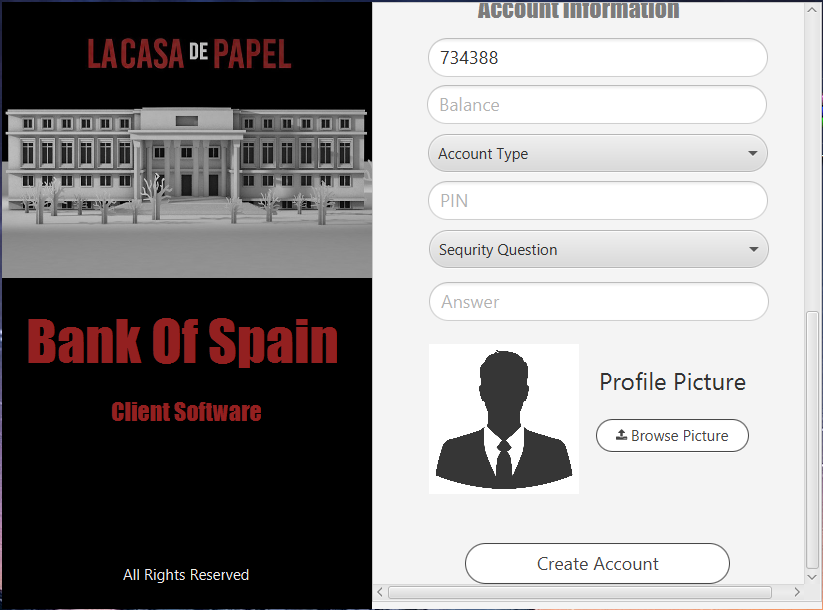 LA CASA DE PAPEL
Bank Of Spain
Client Software
All Rights Reserved
Account Information
734388
Balance
Account Type
PIN
Sequrity Question
Answer
Profile Picture
Browse Picture
Create Account